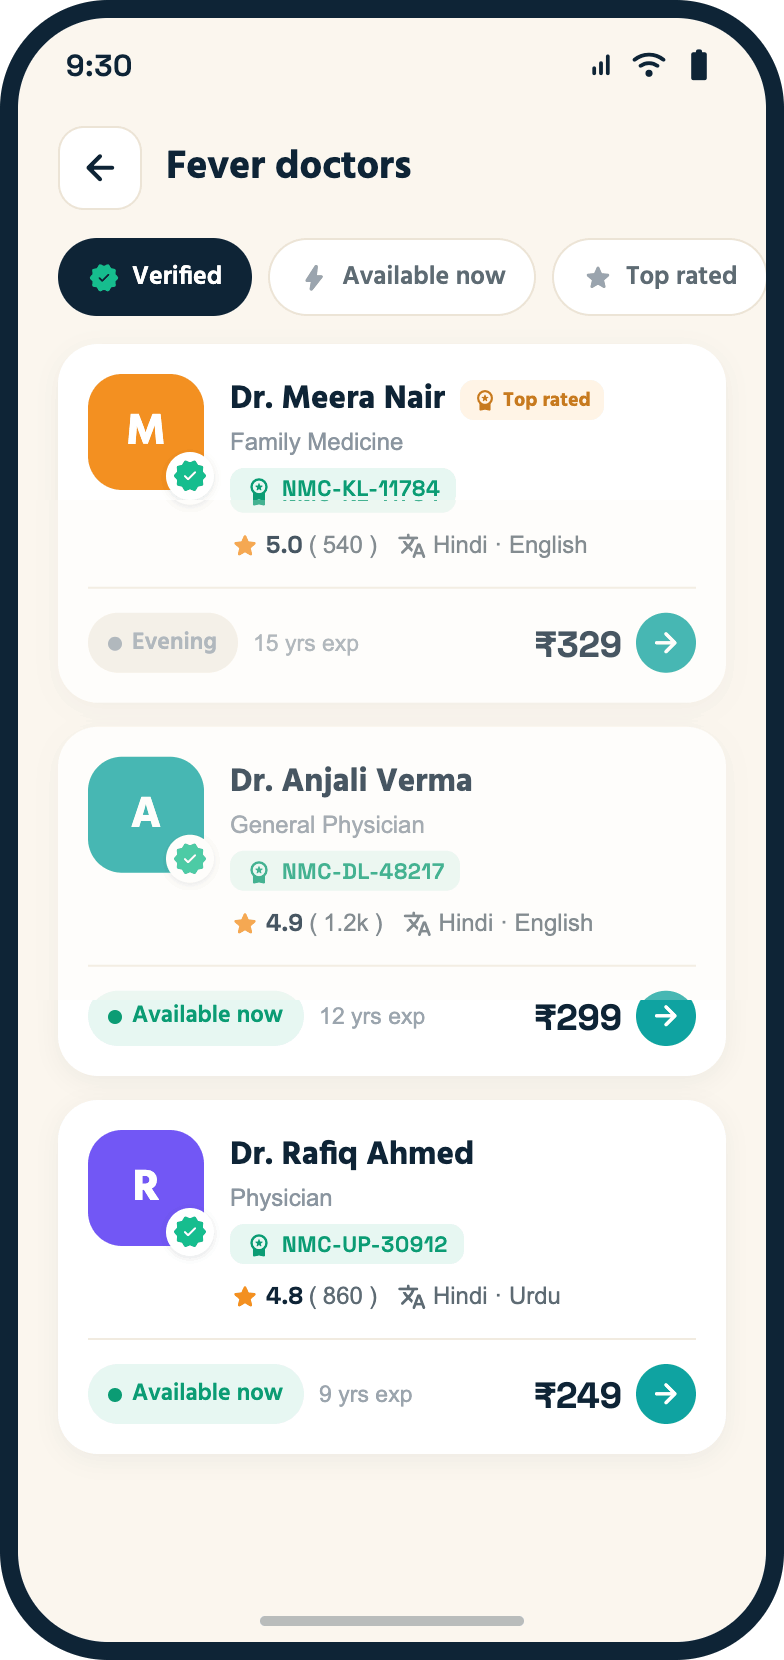 9:30
Fever doctors
Verified
Available now
Top rated
M
Dr. Meera Nair
Top rated
Family Medicine
NMC-KL-11784
5.0 ( 540 ) Hindi · English
Evening
15 yrs exp
₹329
A
Dr. Anjali Verma
General Physician
NMC-DL-48217
4.9 ( 1.2k ) Hindi · English
Available now
12 yrs exp
₹299
R
Dr. Rafiq Ahmed
Physician
NMC-UP-30912
4.8 ( 860 ) Hindi · Urdu
Available now
9 yrs exp
₹249